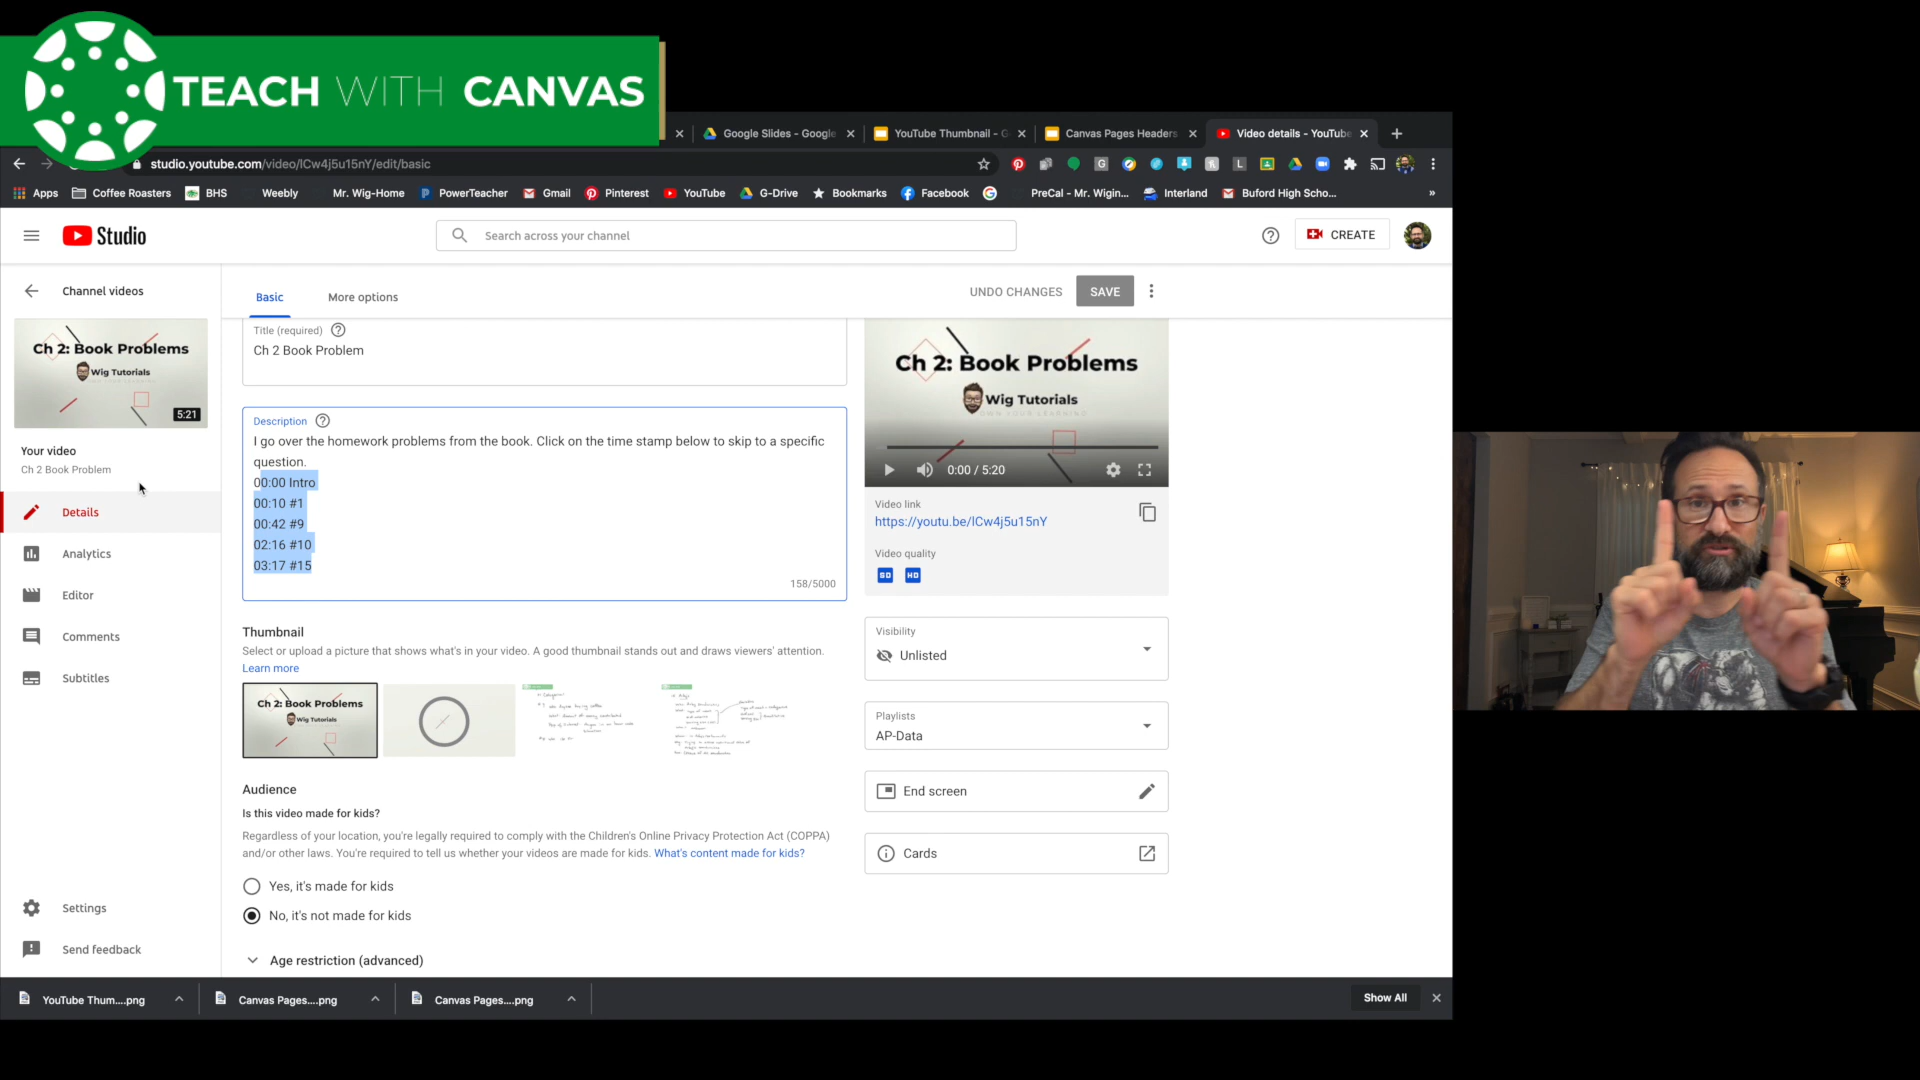 TEACH WITH CANVAS
Google Slides - Google
YouTube Thumbnail - G
Canvas Pages Headers
Video details - YouTube
studio.youtube.com/video/lCw4j5u15nY/edit/basic
Apps
Coffee Roasters
BHS
Weebly
Mr. Wig-Home
PowerTeacher
Gmail
Pinterest
YouTube
G-Drive
Bookmarks
Facebook
PreCal - Mr. Wigin...
Interland
Buford High Scho...
»
Studio
Search across your channel
CREATE
Channel videos
Basic
More options
UNDO CHANGES
SAVE
Ch 2: Book Problems
Wig Tutorials
5:21
Your video
Ch 2 Book Problem
Details
Analytics
Editor
Comments
Subtitles
Settings
Send feedback
Title (required)
Ch 2 Book Problem
Description
I go over the homework problems from the book. Click on the time stamp below to skip to a specific
question.
00:00 Intro
00:10 #1
00:42 #9
02:16 #10
03:17 #15
158/5000
Thumbnail
Select or upload a picture that shows what's in your video. A good thumbnail stands out and draws viewers' attention.
Learn more
Ch 2: Book Problems
Wig Tutorials
Audience
Is this video made for kids?
Regardless of your location, you're legally required to comply with the Children's Online Privacy Protection Act (COPPA)
and/or other laws. You're required to tell us whether your videos are made for kids. What's content made for kids?
Yes, it's made for kids
No, it's not made for kids
Age restriction (advanced)
Ch 2: Book Problems
Wig Tutorials
OWN YOUR LEARNING
0:00 / 5:20
Video link
https://youtu.be/lCw4j5u15nY
Video quality
SD
HD
Visibility
Unlisted
Playlists
AP-Data
End screen
Cards
YouTube Thum....png
Canvas Pages....png
Canvas Pages....png
Show All